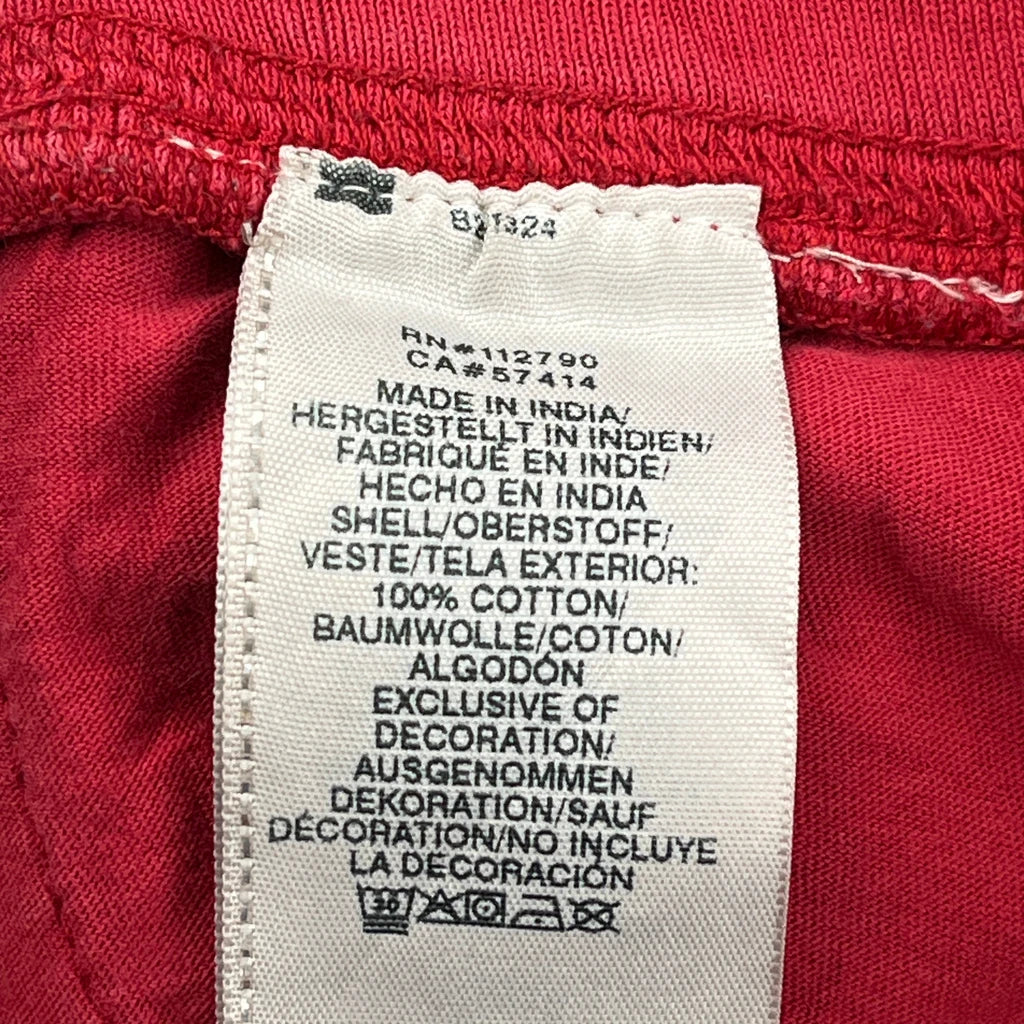 RN#112790
CA#57414
MADE IN INDIA/
HERGESTELLT IN INDIEN/
FABRIQUÉ EN INDE/
HECHO EN INDIA
SHELL/OBERSTOFF/
VESTE/TELA EXTERIOR:
100% COTTON/
BAUMWOLLE/COTON/
ALGODÓN
EXCLUSIVE OF
DECORATION/
AUSGENOMMEN
DEKORATION/SAUF
DÉCORATION/NO INCLUYE
LA DECORACIÓN
30